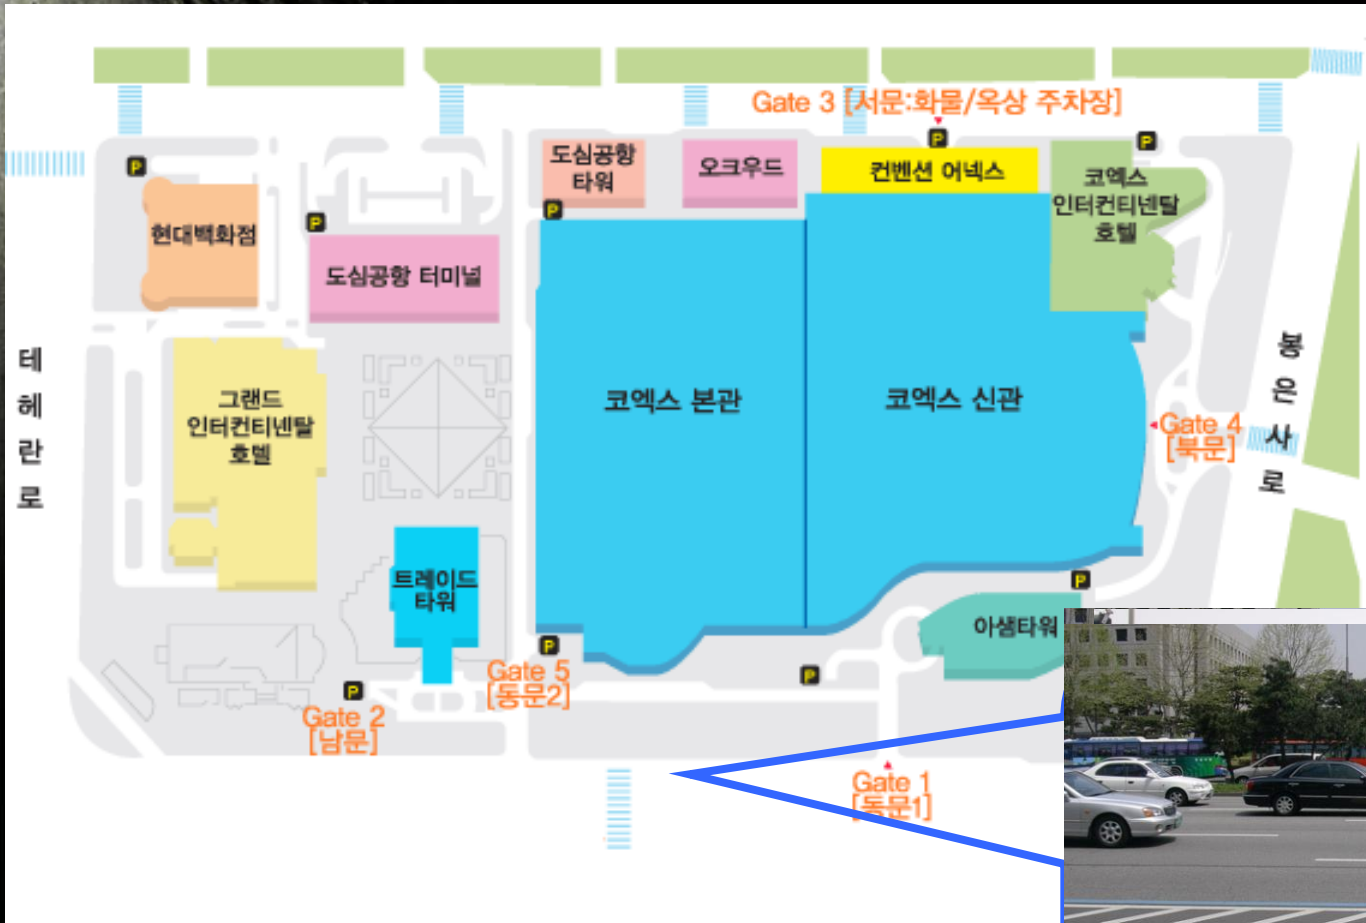 Gate 3 [서문:화물/옥상 주차장]
P
P
P
도심공항
타워
오크우드
컨벤션 어넥스
코엑스
인터컨티넨탈
호텔
P
P
현대백화점
도심공항 터미널
테
헤
란
로
봉
은
사
로
그랜드
인터컨티넨탈
호텔
코엑스 본관
코엑스 신관
Gate 4
[북문]
트레이드
타워
P
아셈타워
P
Gate 5
[동문2]
P
P
Gate 2
[남문]
Gate 1
[동문1]